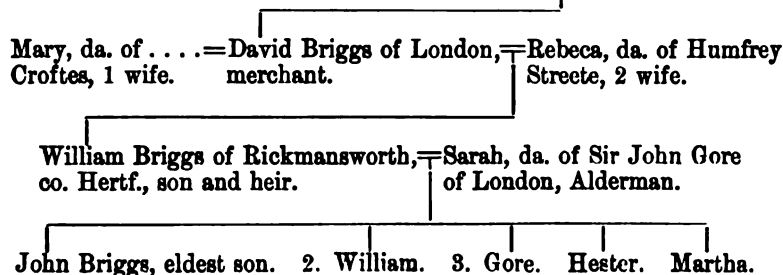 Mary, da. of . . . . = David Briggs of London, = Rebeca, da. of Humfrey
Croftes, 1 wife. merchant. Streete, 2 wife.
William Briggs of Rickmansworth, = Sarah, da. of Sir John Gore
co. Hertf., son and heir. of London, Alderman.
John Briggs, eldest son. 2. William. 3. Gore. Hester. Martha.